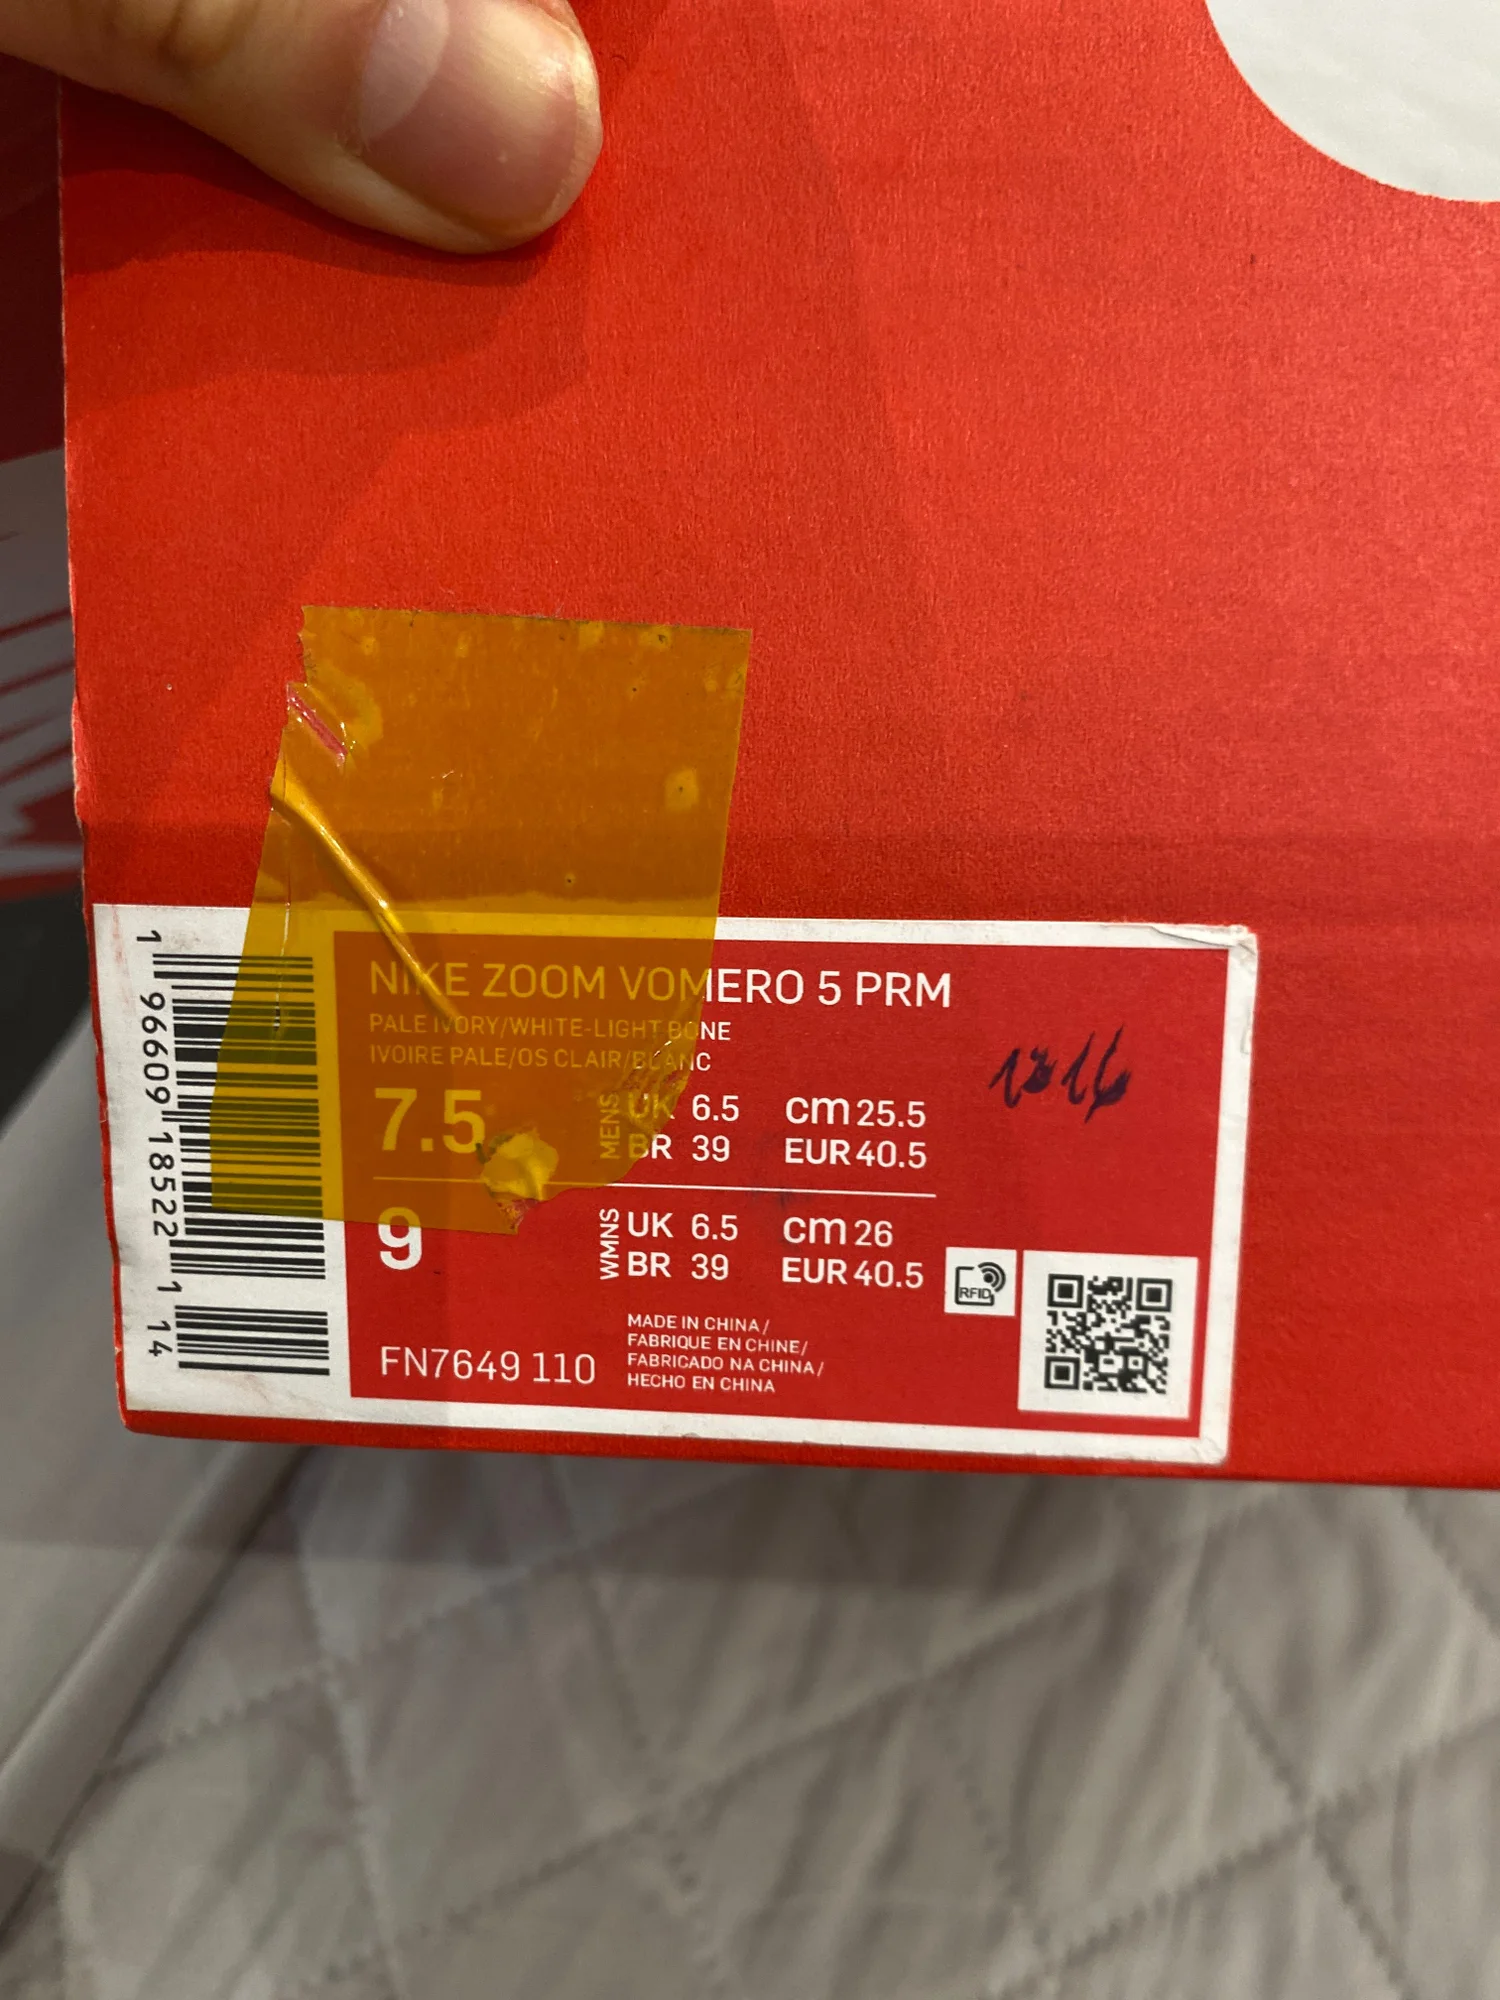 NIKE ZOOM VOMERO 5 PRM
PALE IVORY/WHITE-LIGHT BONE
IVOIRE PALE/OS CLAIR/BLANC
7.5 MENS UK 6.5 cm 25.5
BR 39 EUR 40.5
9 WMNS UK 6.5 cm 26
BR 39 EUR 40.5
RFID
MADE IN CHINA/
FABRIQUE EN CHINE/
FABRICADO NA CHINA/
HECHO EN CHINA
FN7649 110
1 96609 18522 1 14